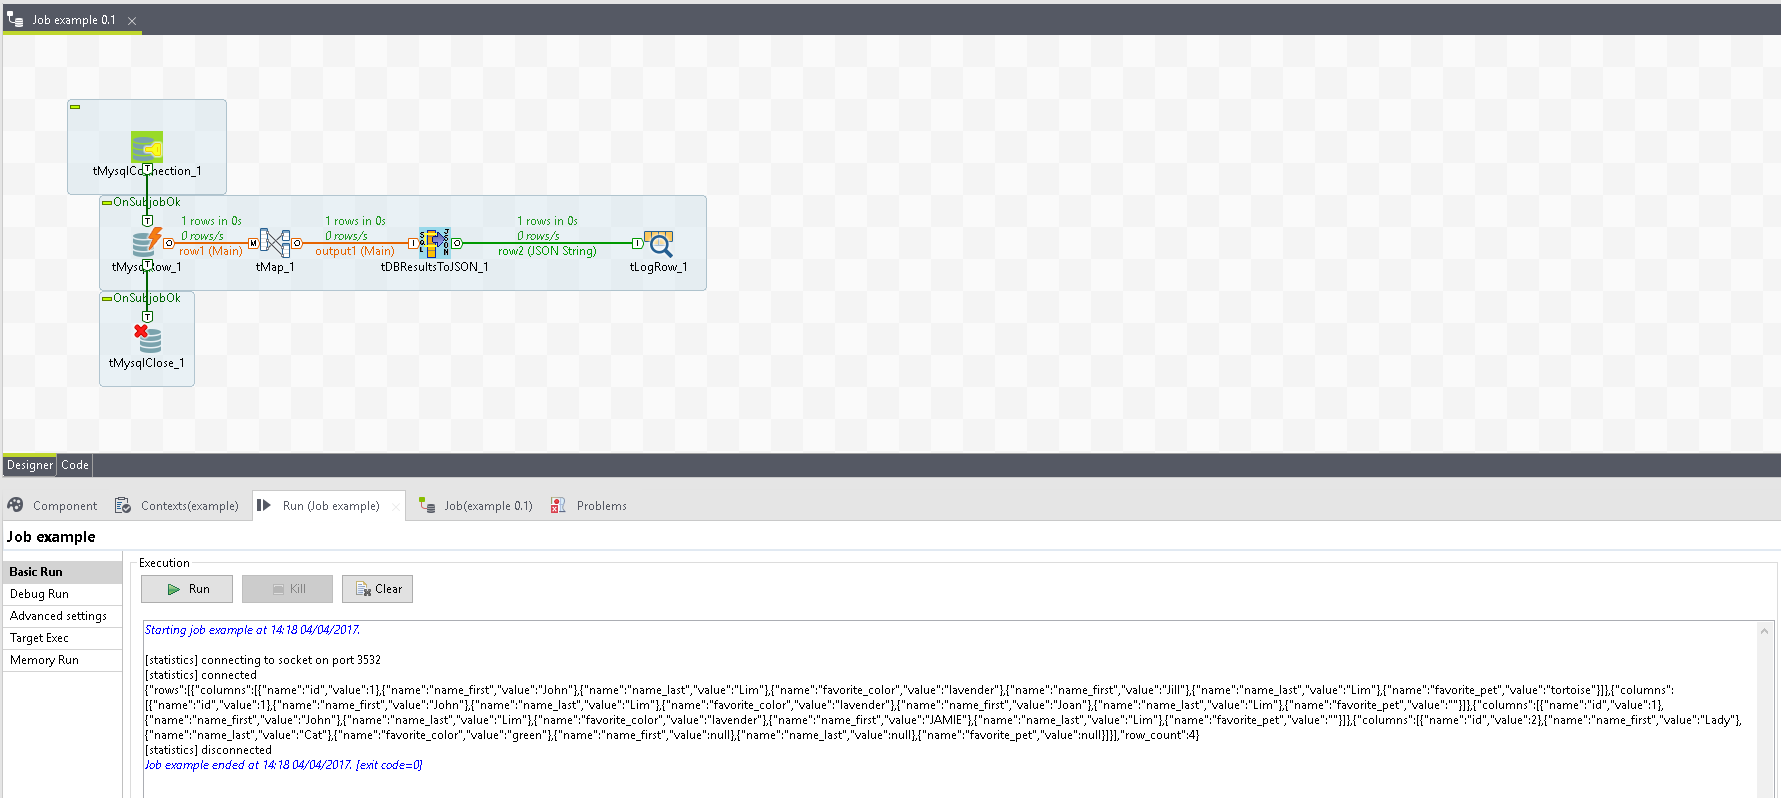 Job example 0.1
tMysqlConnection_1
OnSubjobOk
1 rows in 0s
0 rows/s
row1 (Main)
1 rows in 0s
0 rows/s
output1 (Main)
1 rows in 0s
0 rows/s
row2 (JSON String)
tMysqlRow_1
tMap_1
tDBResultsToJSON_1
tLogRow_1
OnSubjobOk
tMysqlClose_1
Designer
Code
Component
Contexts(example)
Run (Job example)
Job(example 0.1)
Problems
Job example
Basic Run
Debug Run
Advanced settings
Target Exec
Memory Run
Execution
Run
Kill
Clear
Starting job example at 14:18 04/04/2017.
[statistics] connecting to socket on port 3532
[statistics] connected
{"rows":[{"columns":[{"name":"id","value":1},{"name":"name_first","value":"John"},{"name":"name_last","value":"Lim"},{"name":"favorite_color","value":"lavender"},{"name":"name_first","value":"Jill"},{"name":"name_last","value":"Lim"},{"name":"favorite_pet","value":"tortoise"}]},{"columns":
[{"name":"id","value":1},{"name":"name_first","value":"John"},{"name":"name_last","value":"Lim"},{"name":"favorite_color","value":"lavender"},{"name":"name_first","value":"Joan"},{"name":"name_last","value":"Lim"},{"name":"favorite_pet","value":""}]},{"columns":[{"name":"id","value":1},
{"name":"name_first","value":"John"},{"name":"name_last","value":"Lim"},{"name":"favorite_color","value":"lavender"},{"name":"name_first","value":"JAMIE"},{"name":"name_last","value":"Lim"},{"name":"favorite_pet","value":""}]},{"columns":[{"name":"id","value":2},{"name":"name_first","value":"Lady"},
{"name":"name_last","value":"Cat"},{"name":"favorite_color","value":"green"},{"name":"name_first","value":null},{"name":"name_last","value":null},{"name":"favorite_pet","value":null}]}],"row_count":4}
[statistics] disconnected
Job example ended at 14:18 04/04/2017. [exit code=0]